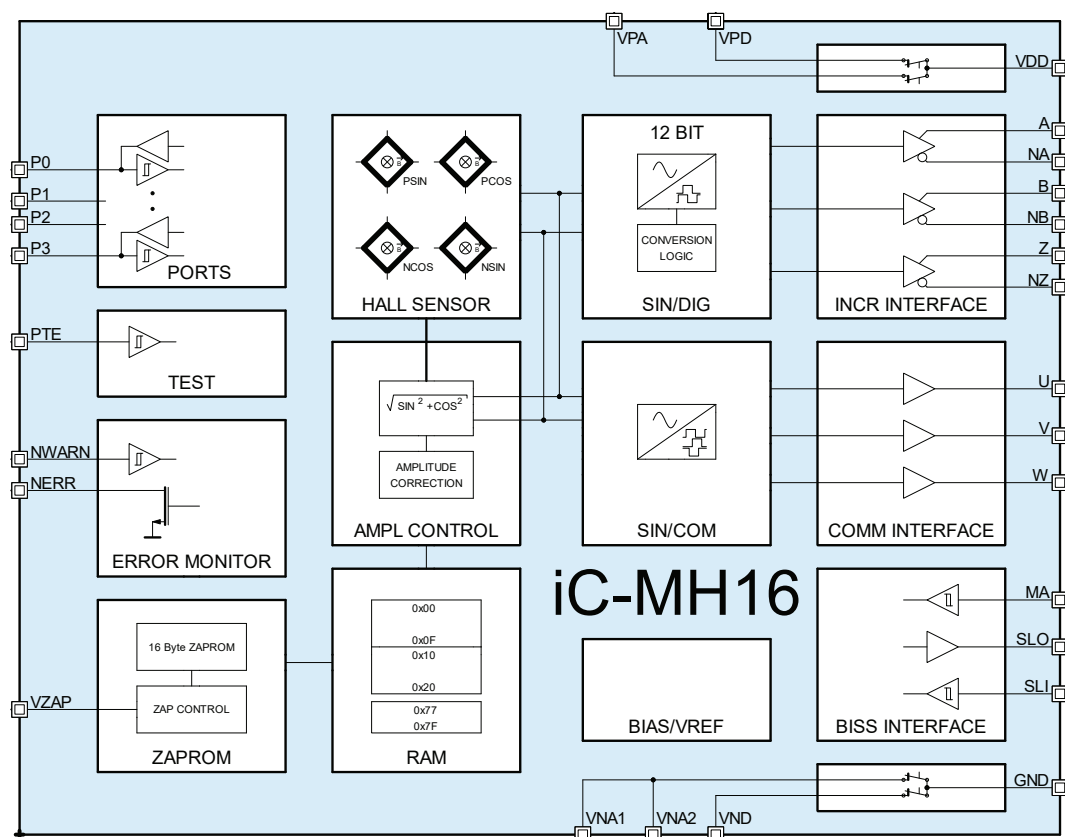 VPA
VPD
VDD
P0
P1
P2
P3
PORTS
PTE
TEST
NWARN
NERR
ERROR MONITOR
16 Byte ZAPROM
ZAP CONTROL
VZAP
ZAPROM
B
PSIN
B
PCOS
B
NCOS
B
NSIN
HALL SENSOR
√SIN² +COS²
AMPLITUDE
CORRECTION
AMPL CONTROL
0x00
0x0F
0x10
0x20
0x77
0x7F
RAM
12 BIT
CONVERSION
LOGIC
SIN/DIG
SIN/COM
iC-MH16
BIAS/VREF
A
NA
B
NB
Z
NZ
INCR INTERFACE
U
V
W
COMM INTERFACE
MA
SLO
SLI
BISS INTERFACE
GND
VNA1
VNA2
VND